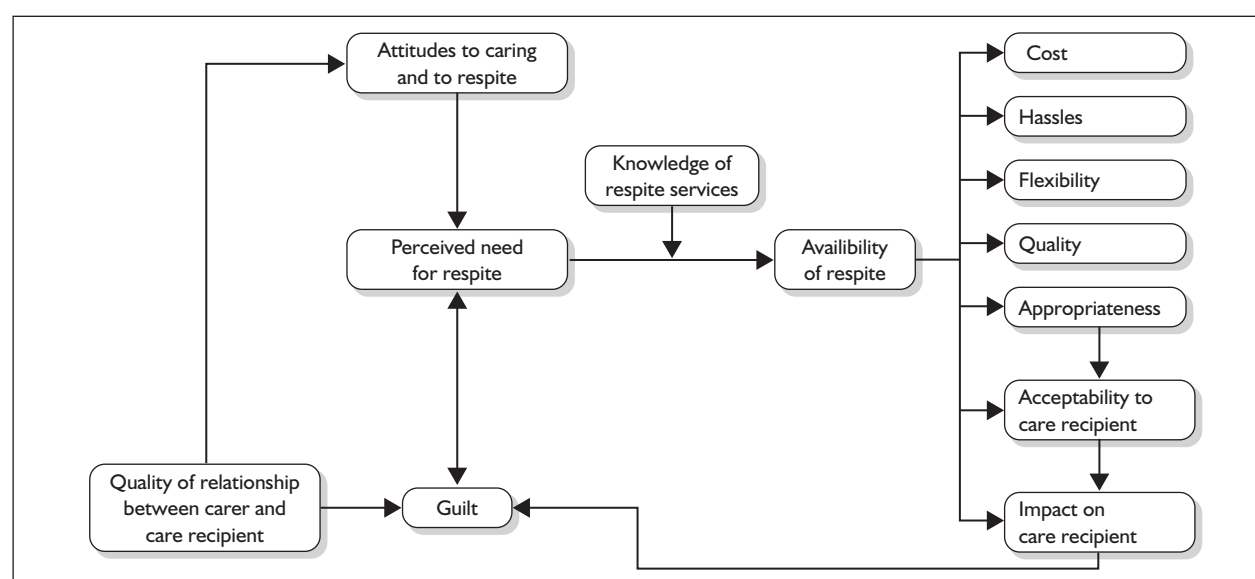 Attitudes to caring
and to respite
Cost
Hassles
Knowledge of
respite services
Flexibility
Perceived need
for respite
Availibility
of respite
Quality
Appropriateness
Acceptability to
care recipient
Quality of relationship
between carer and
care recipient
Guilt
Impact on
care recipient